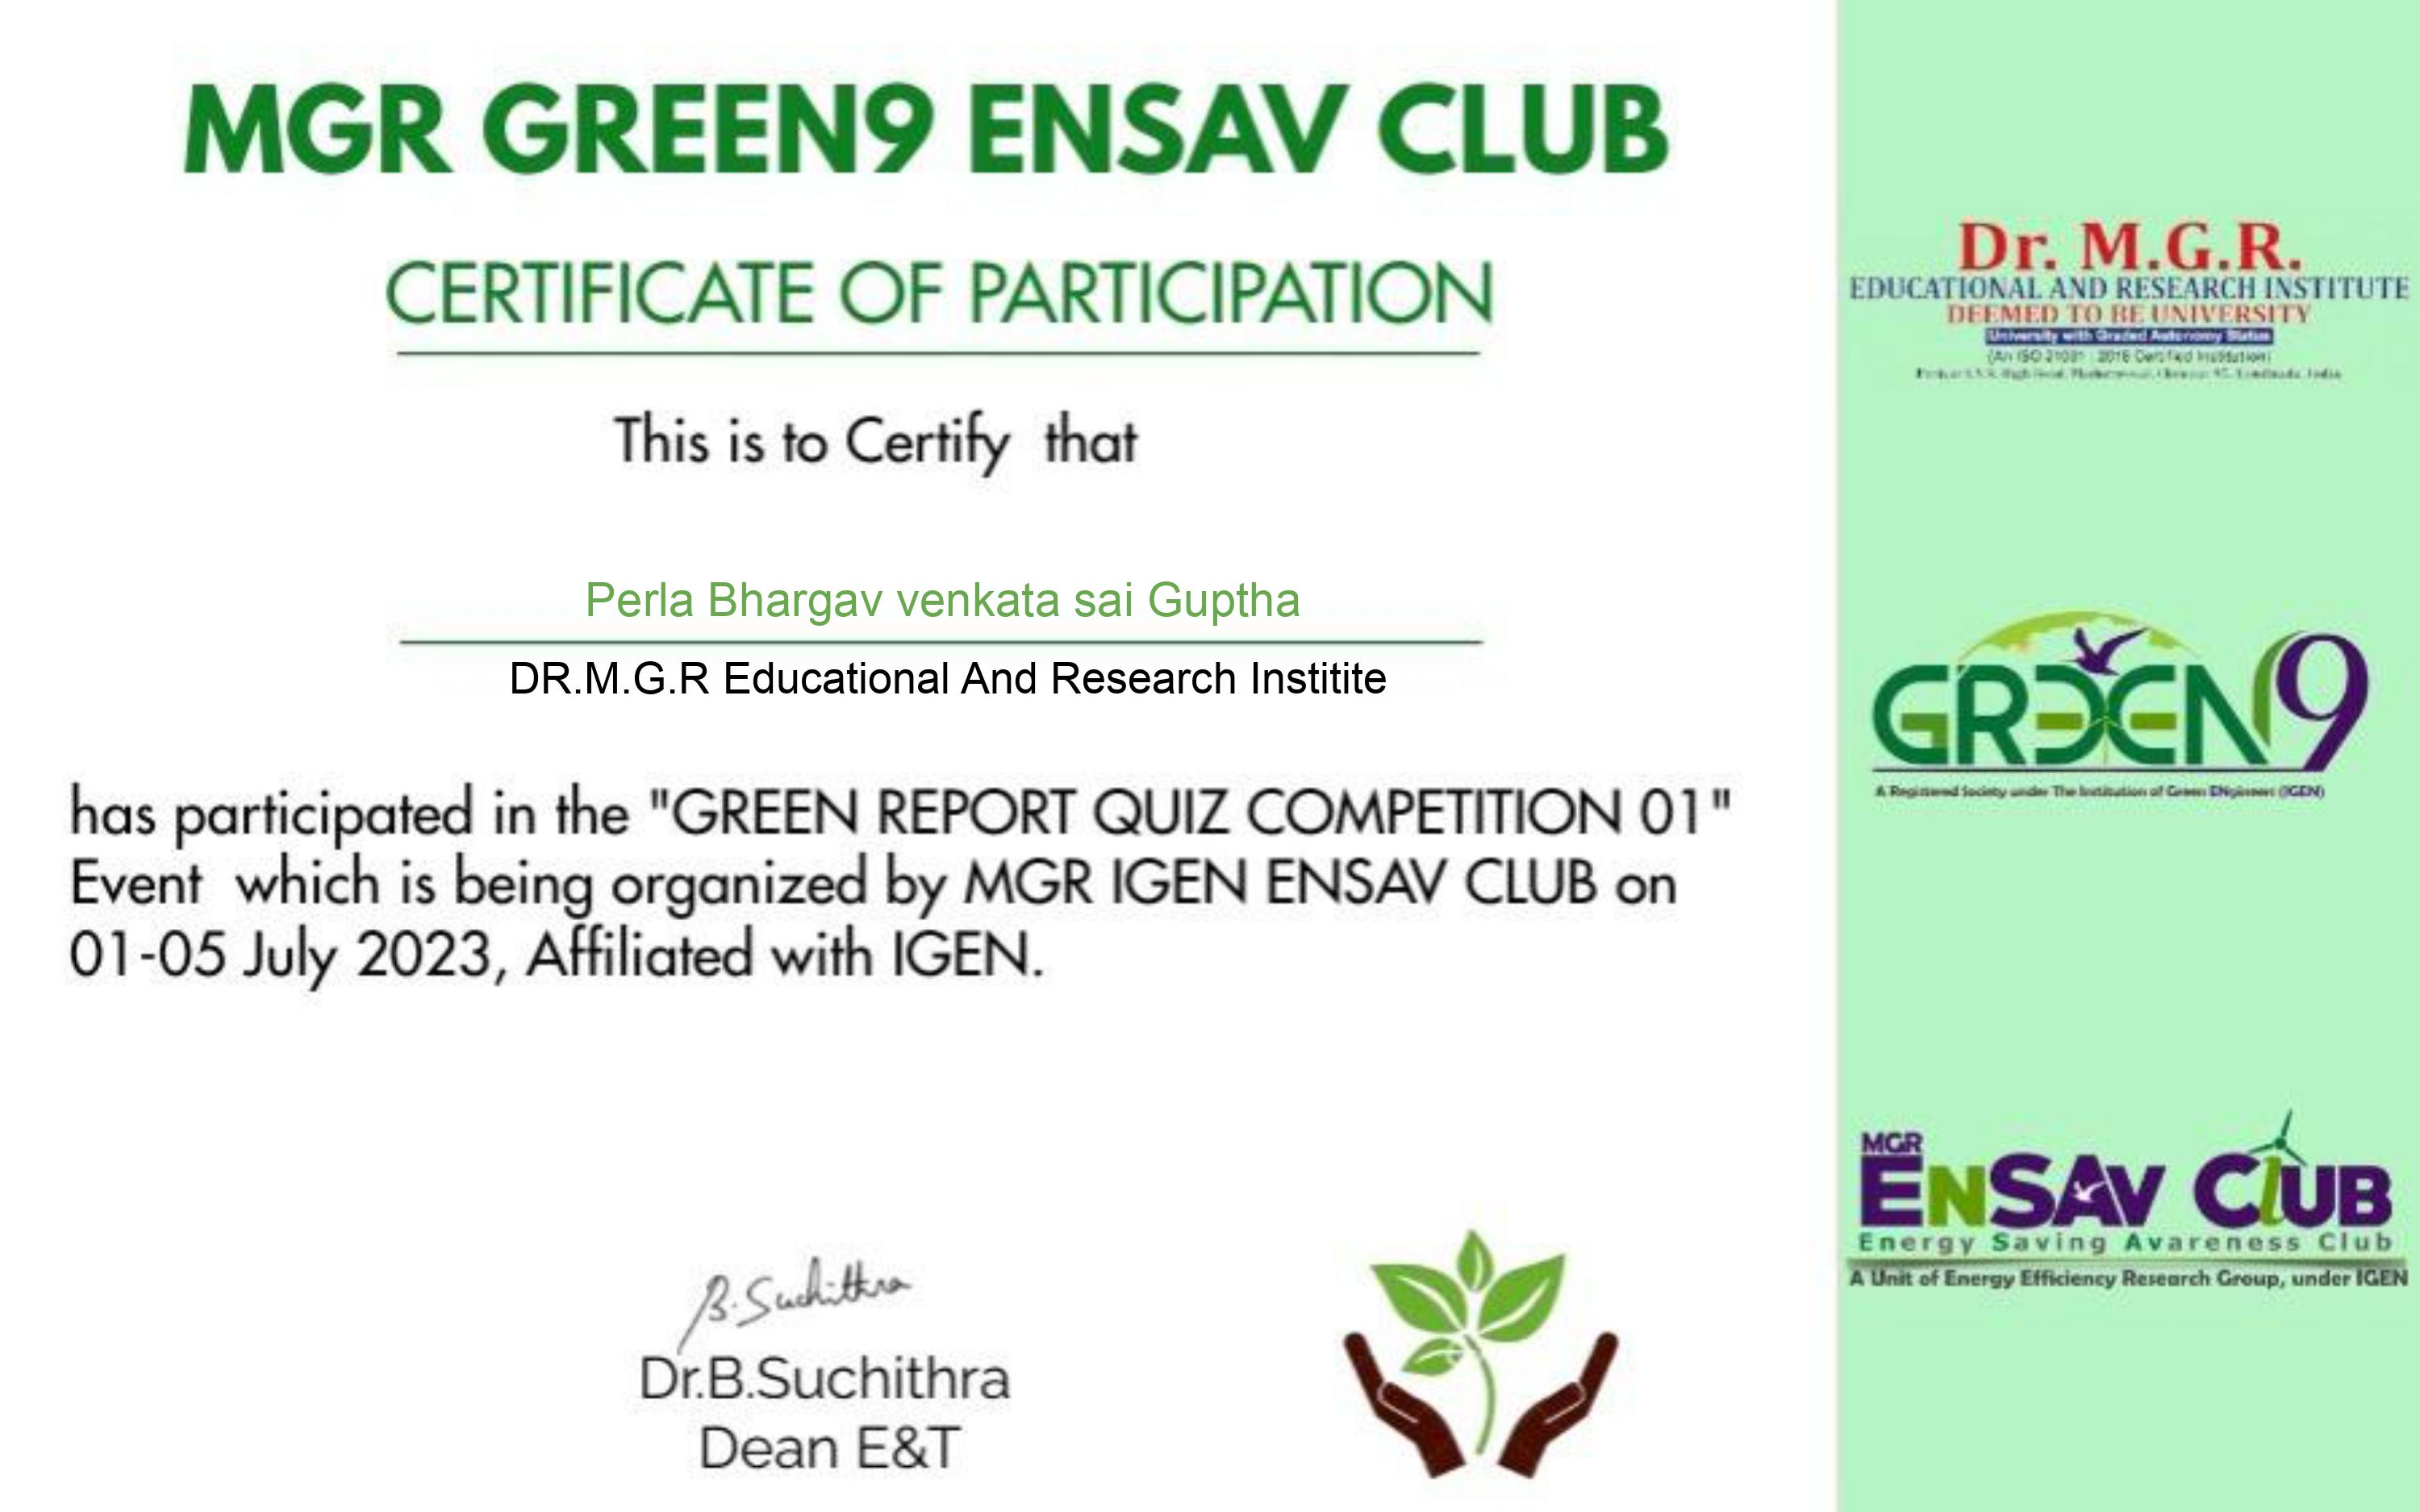 MGR GREEN9 ENSAV CLUB
CERTIFICATE OF PARTICIPATION
This is to Certify that
Perla Bhargav venkata sai Guptha
DR.M.G.R Educational And Research Institite
has participated in the "GREEN REPORT QUIZ COMPETITION 01"
Event which is being organized by MGR IGEN ENSAV CLUB on
01-05 July 2023, Affiliated with IGEN.
B. Suchithra
Dr.B.Suchithra
Dean E&T
Dr. M.G.R.
EDUCATIONAL AND RESEARCH INSTITUTE
DEEMED TO BE UNIVERSITY
University with Graded Autonomy Status
(An ISO 21001 : 2018 Certified Institution)
GREEN9
A Registered Society under The Institution of Green ENgineers (IGEN)
MGR
ENSAV CLUB
Energy Saving Avareness Club
A Unit of Energy Efficiency Research Group, under IGEN